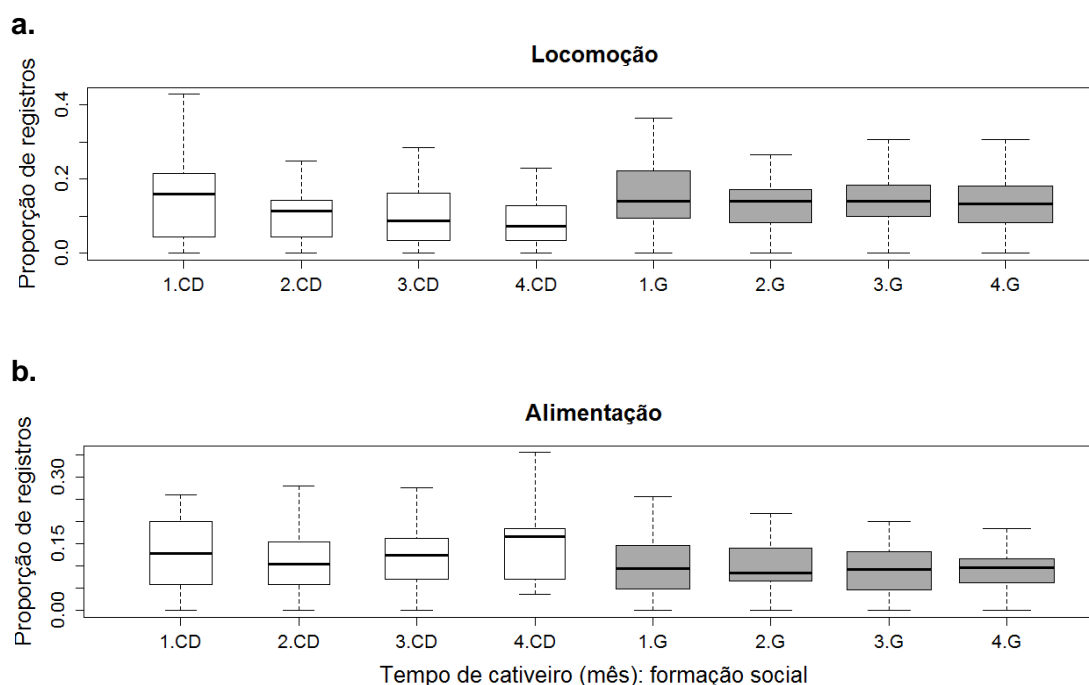 a.
Locomoção
Proporção de registros
0.4
0.2
0.0
1.CD 2.CD 3.CD 4.CD 1.G 2.G 3.G 4.G
b.
Alimentação
Proporção de registros
0.30
0.15
0.00
1.CD 2.CD 3.CD 4.CD 1.G 2.G 3.G 4.G
Tempo de cativeiro (mês): formação social